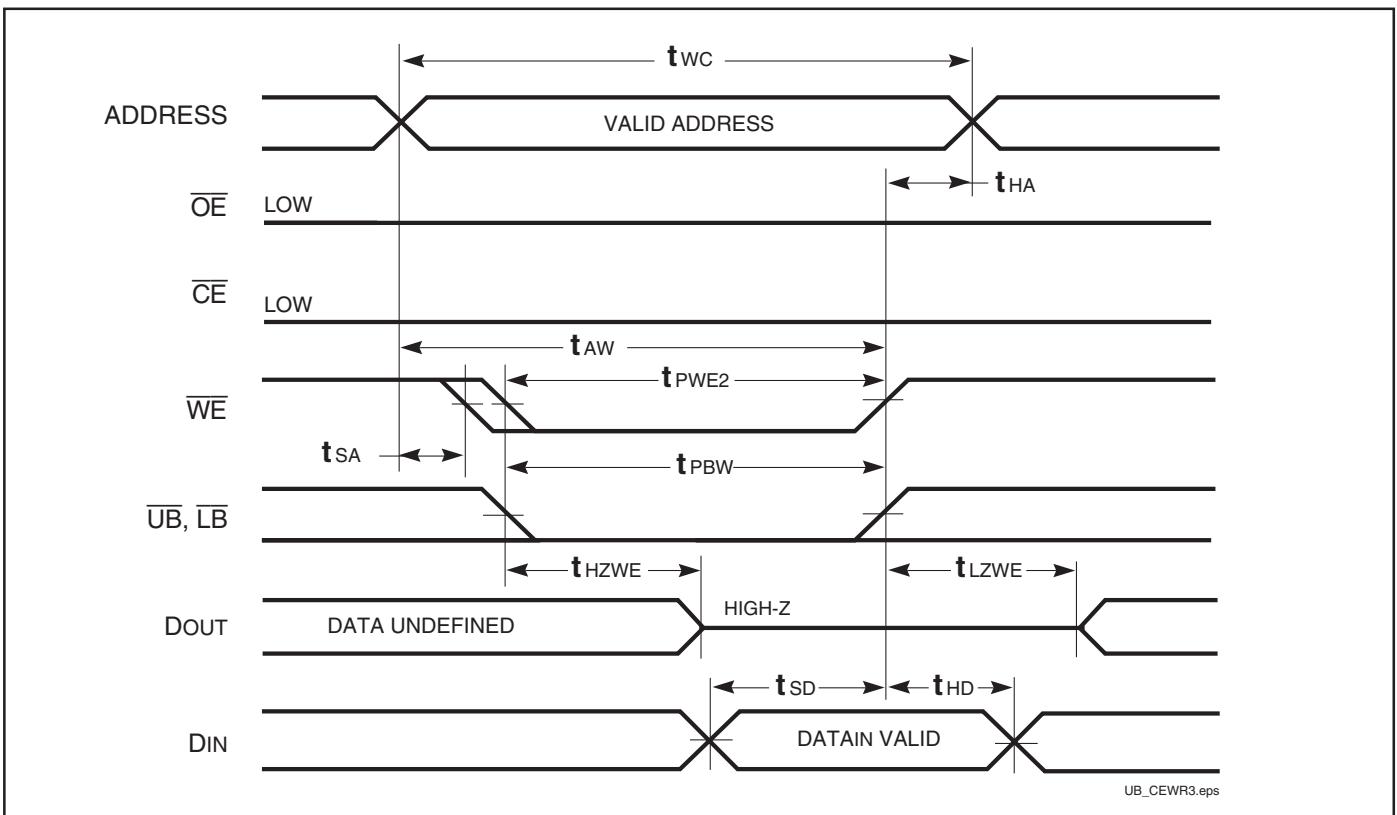 tWC
ADDRESS
VALID ADDRESS
tHA
OE
LOW
CE
LOW
tAW
tPWE2
WE
tSA
tPBW
UB, LB
tHZWE
tLZWE
HIGH-Z
DOUT
DATA UNDEFINED
tSD
tHD
DIN
DATAIN VALID
UB_CEWR3.eps